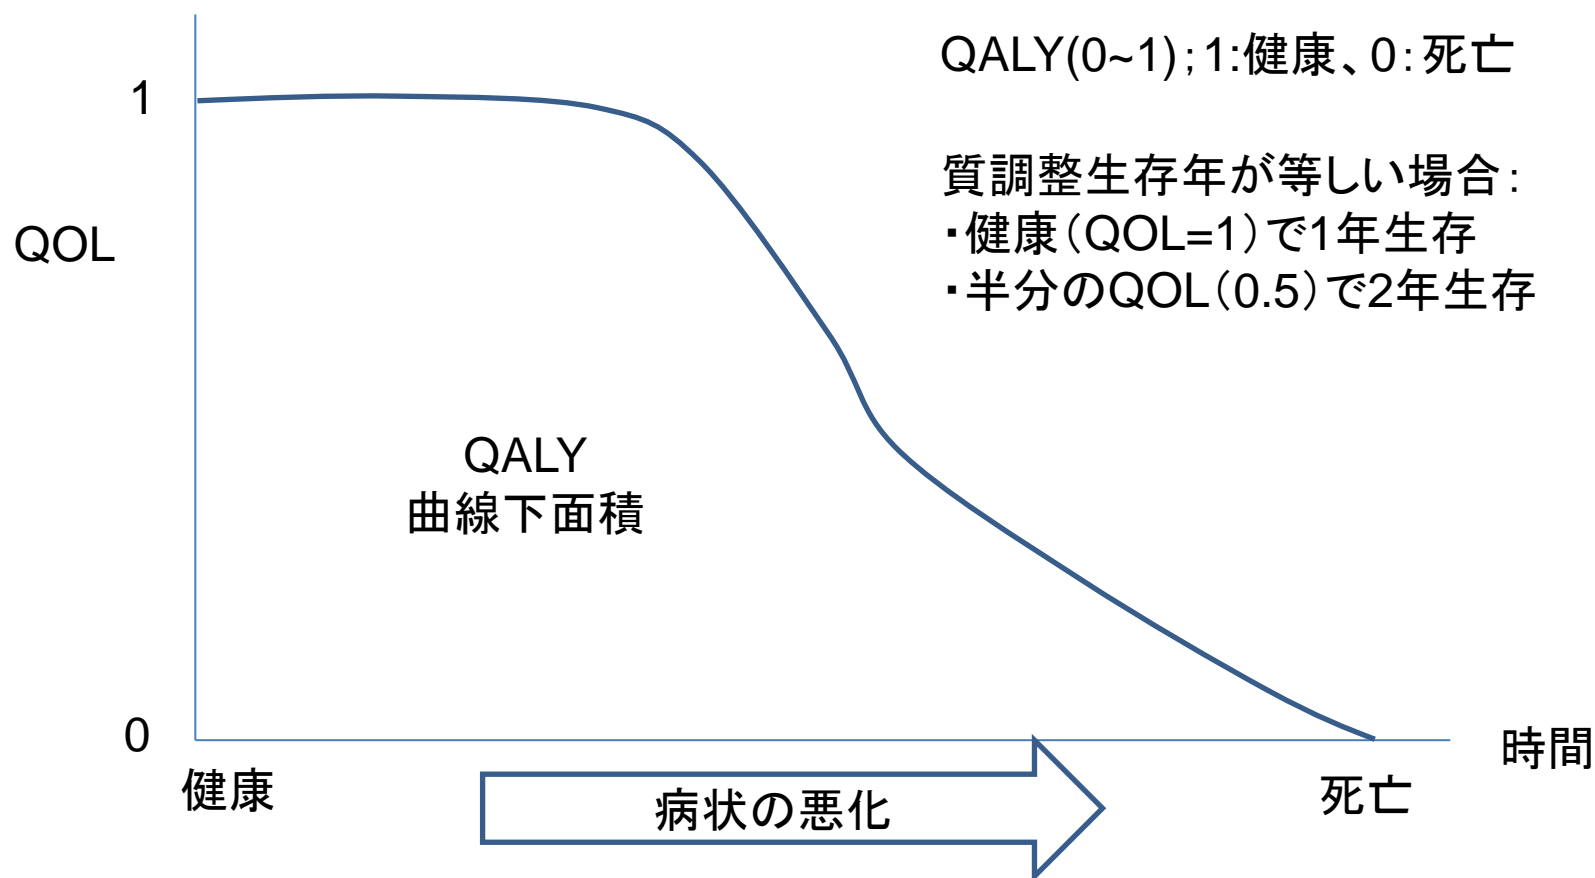 QALY(0~1);1:健康、0:死亡
1
質調整生存年が等しい場合:
・健康(QOL=1)で1年生存
・半分のQOL(0.5)で2年生存
QOL
QALY
曲線下面積
0
時間
健康
病状の悪化
死亡